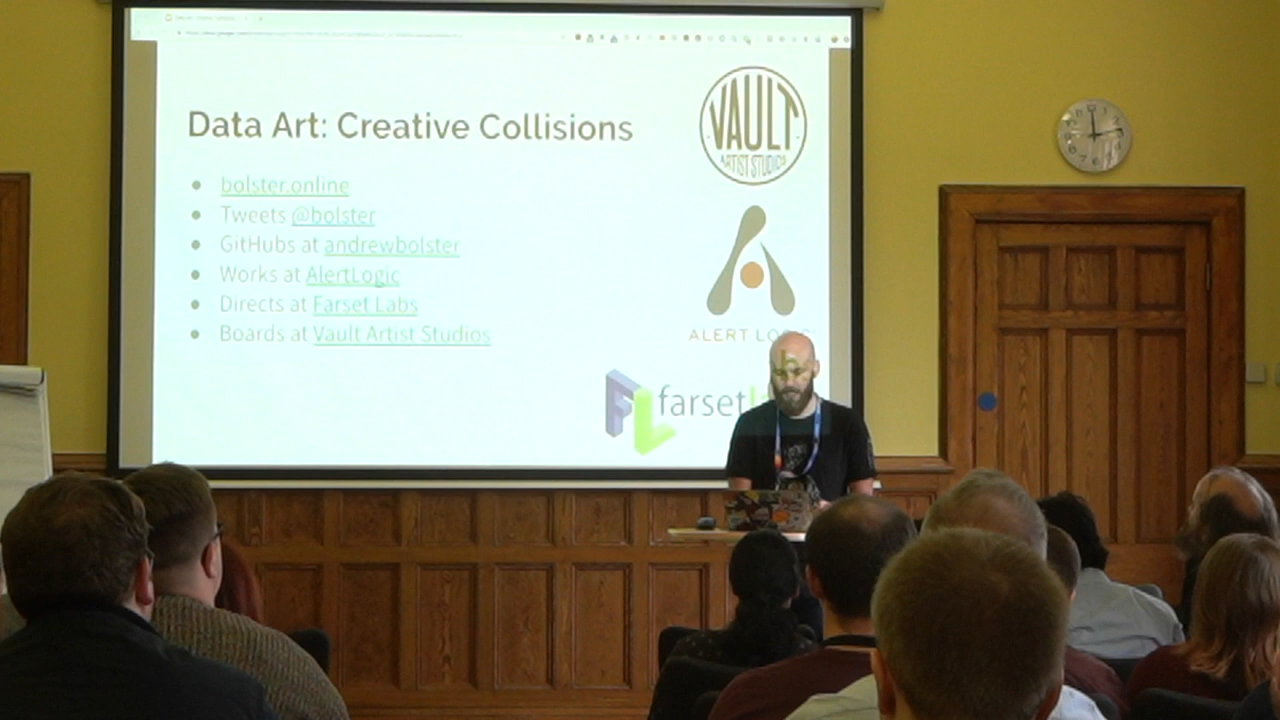 Data Art: Creative Collisions
bolster.online
Tweets @bolster
GitHubs at andrewbolster
Works at AlertLogic
Directs at Farset Labs
Boards at Vault Artist Studios
VAULT
ARTIST STUDIOS
ALERT LOGIC
FL farset